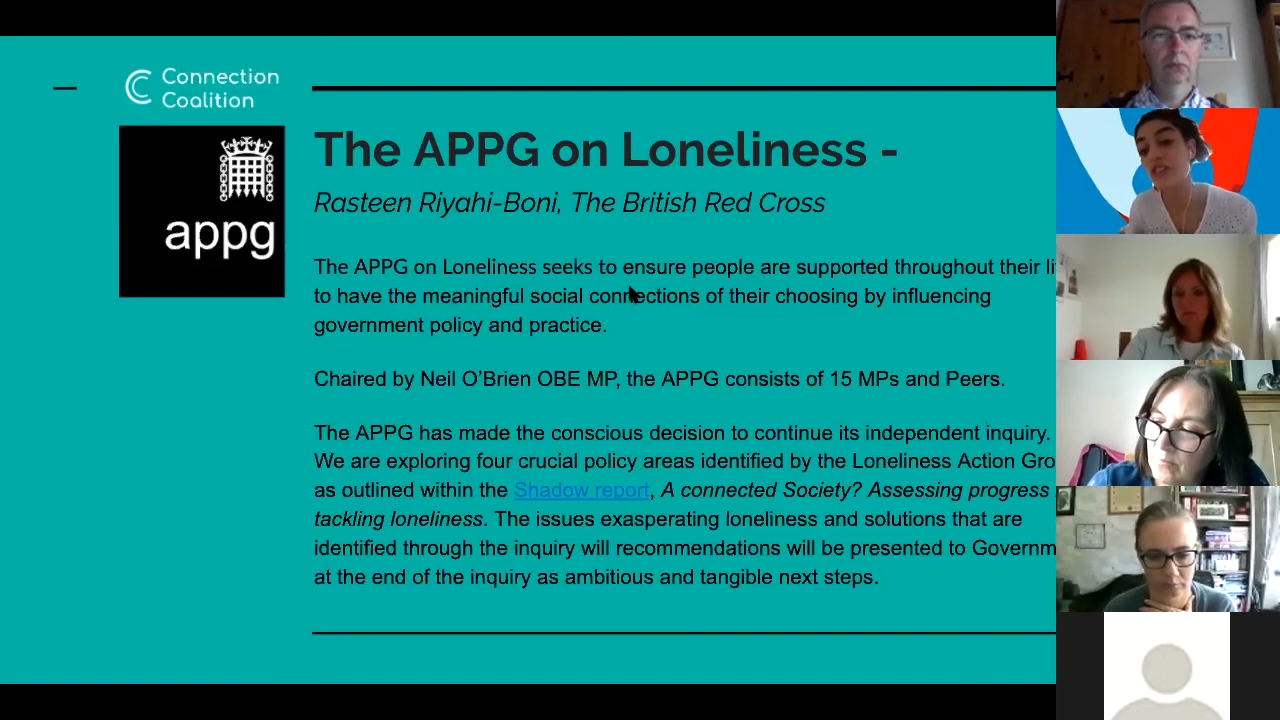 Connection
Coalition
appg
The APPG on Loneliness -
Rasteen Riyahi-Boni, The British Red Cross
The APPG on Loneliness seeks to ensure people are supported throughout their li
to have the meaningful social connections of their choosing by influencing
government policy and practice.
Chaired by Neil O’Brien OBE MP, the APPG consists of 15 MPs and Peers.
The APPG has made the conscious decision to continue its independent inquiry.
We are exploring four crucial policy areas identified by the Loneliness Action Gro
as outlined within the Shadow report, A connected Society? Assessing progress
tackling loneliness. The issues exasperating loneliness and solutions that are
identified through the inquiry will recommendations will be presented to Governm
at the end of the inquiry as ambitious and tangible next steps.